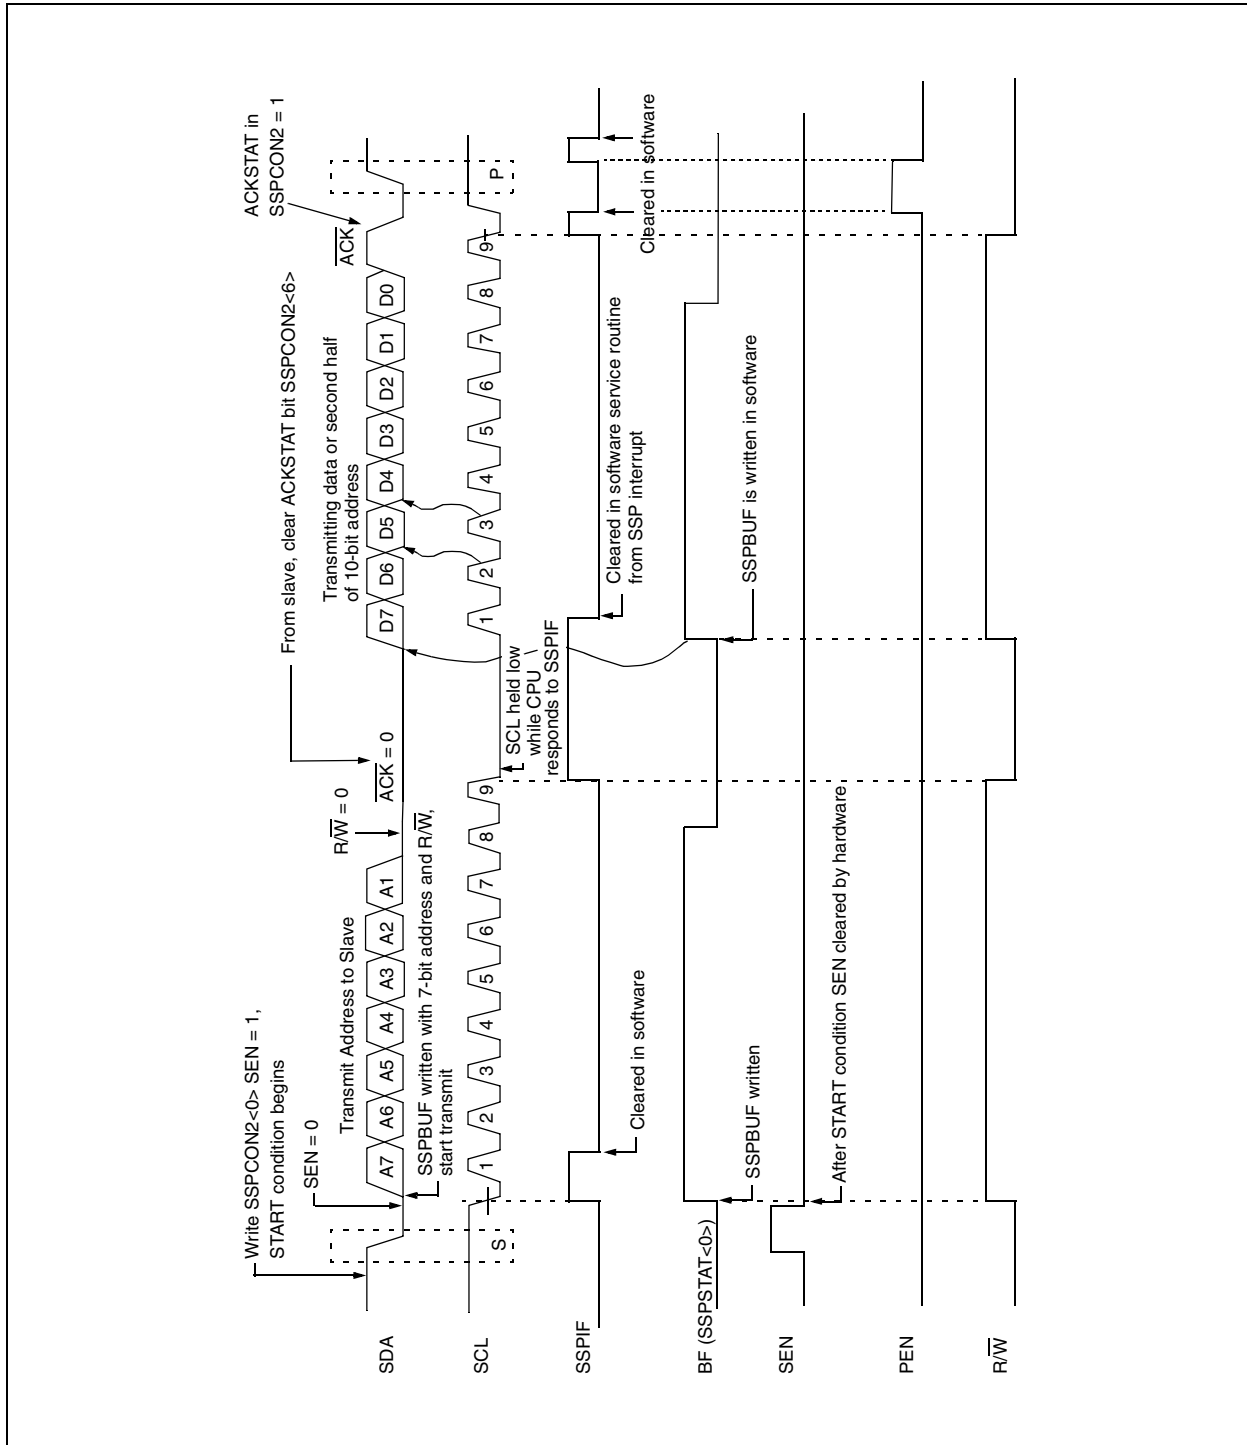 Write SSPCON2<0> SEN = 1,
START condition begins
SEN = 0
Transmit Address to Slave
R/W = 0
From slave, clear ACKSTAT bit SSPCON2<6>
ACK = 0
Transmitting data or second half
of 10-bit address
ACKSTAT in
SSPCON2 = 1
ACK
SDA
A7 A6 A5 A4 A3 A2 A1
D7 D6 D5 D4 D3 D2 D1 D0
SSPBUF written with 7-bit address and R/W,
start transmit
SCL
S
1 2 3 4 5 6 7 8 9
1 2 3 4 5 6 7 8 9
P
SCL held low
while CPU
responds to SSPIF
SSPIF
Cleared in software
Cleared in software service routine
from SSP interrupt
Cleared in software
BF (SSPSTAT<0>)
SSPBUF written
SSPBUF is written in software
SEN
After START condition SEN cleared by hardware
PEN
R/W